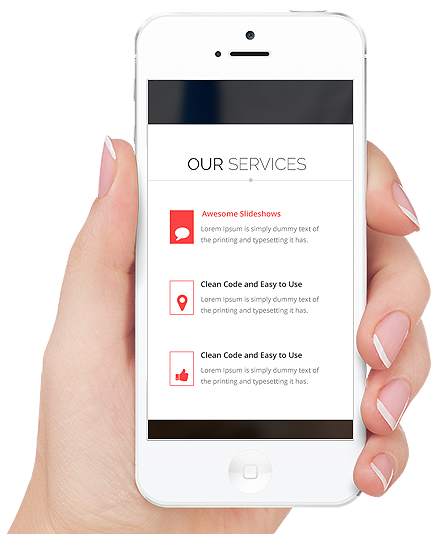 OUR SERVICES
Awesome Slideshows
Lorem Ipsum is simply dummy text of
the printing and typesetting it has.
Clean Code and Easy to Use
Lorem Ipsum is simply dummy text of
the printing and typesetting it has.
Clean Code and Easy to Use
Lorem Ipsum is simply dummy text of
the printing and typesetting it has.